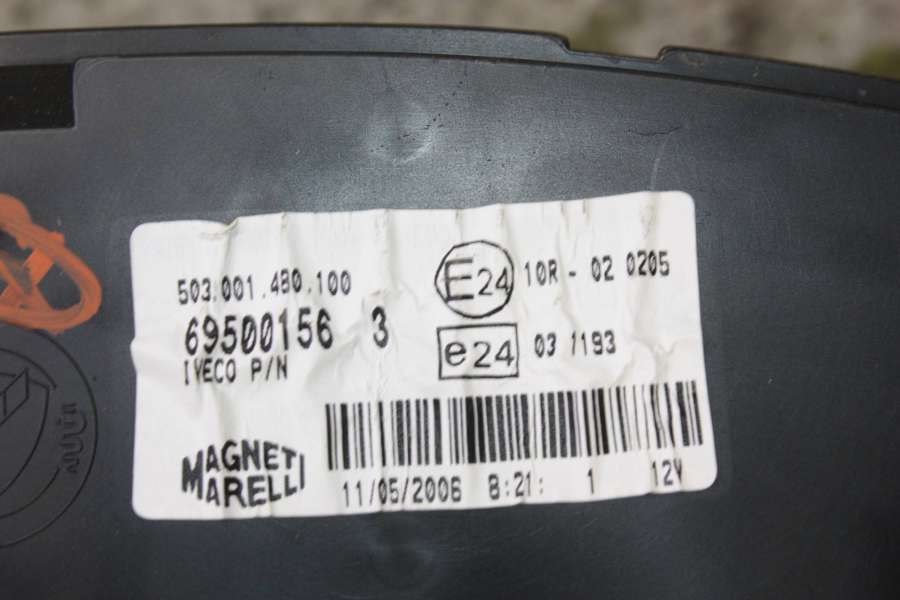 503.001.480.100
69500156 3
IVECO P/N
E24 10R - 02 0205
e24 03 1193
MAGNETI
MARELLI
11/05/2006 8:21: 1 12V